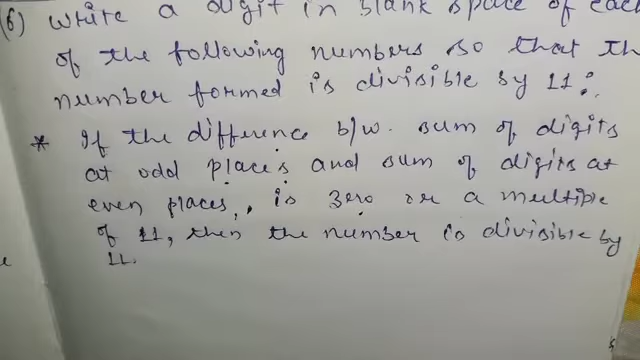 (6) Write a digit in blank space of each
of the following numbers so that th
number formed is divisible by 11:
* If the difference b/w. sum of digits
at odd places and sum of digits at
even places, is zero or a multiple
of 11, then the number is divisible by
11.